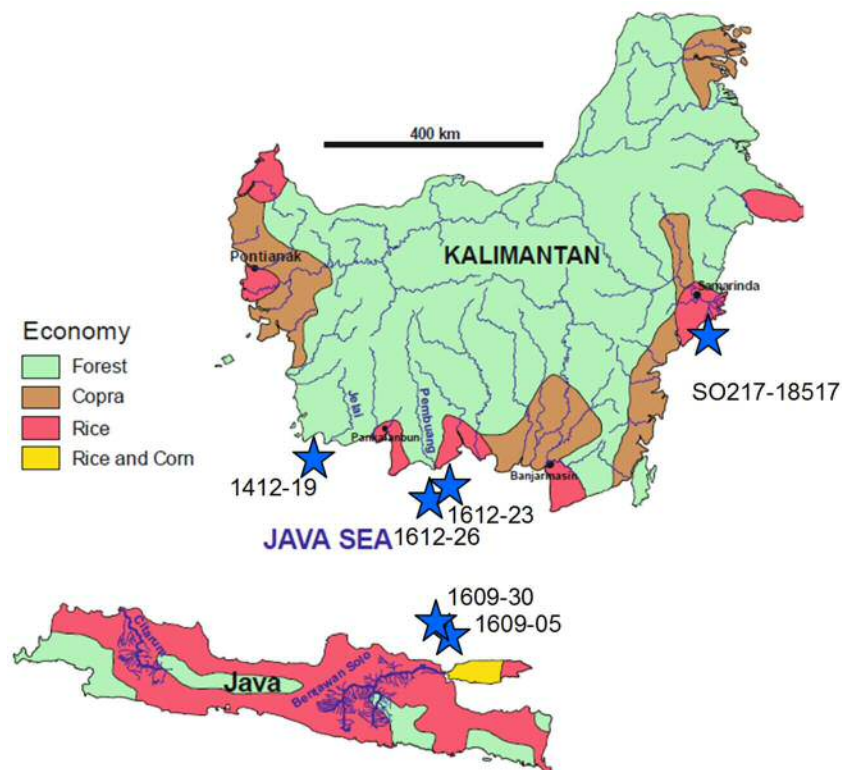 400 km
KALIMANTAN
Pontianak
Samarinda
Economy
Forest
Copra
Rice
Rice and Corn
SO217-18517
Jelai
Pembuang
Pankalanbun
Banjarmasin
1412-19
1612-23
JAVA SEA
1612-26
1609-30
1609-05
Citarum
Java
Bengawan Solo